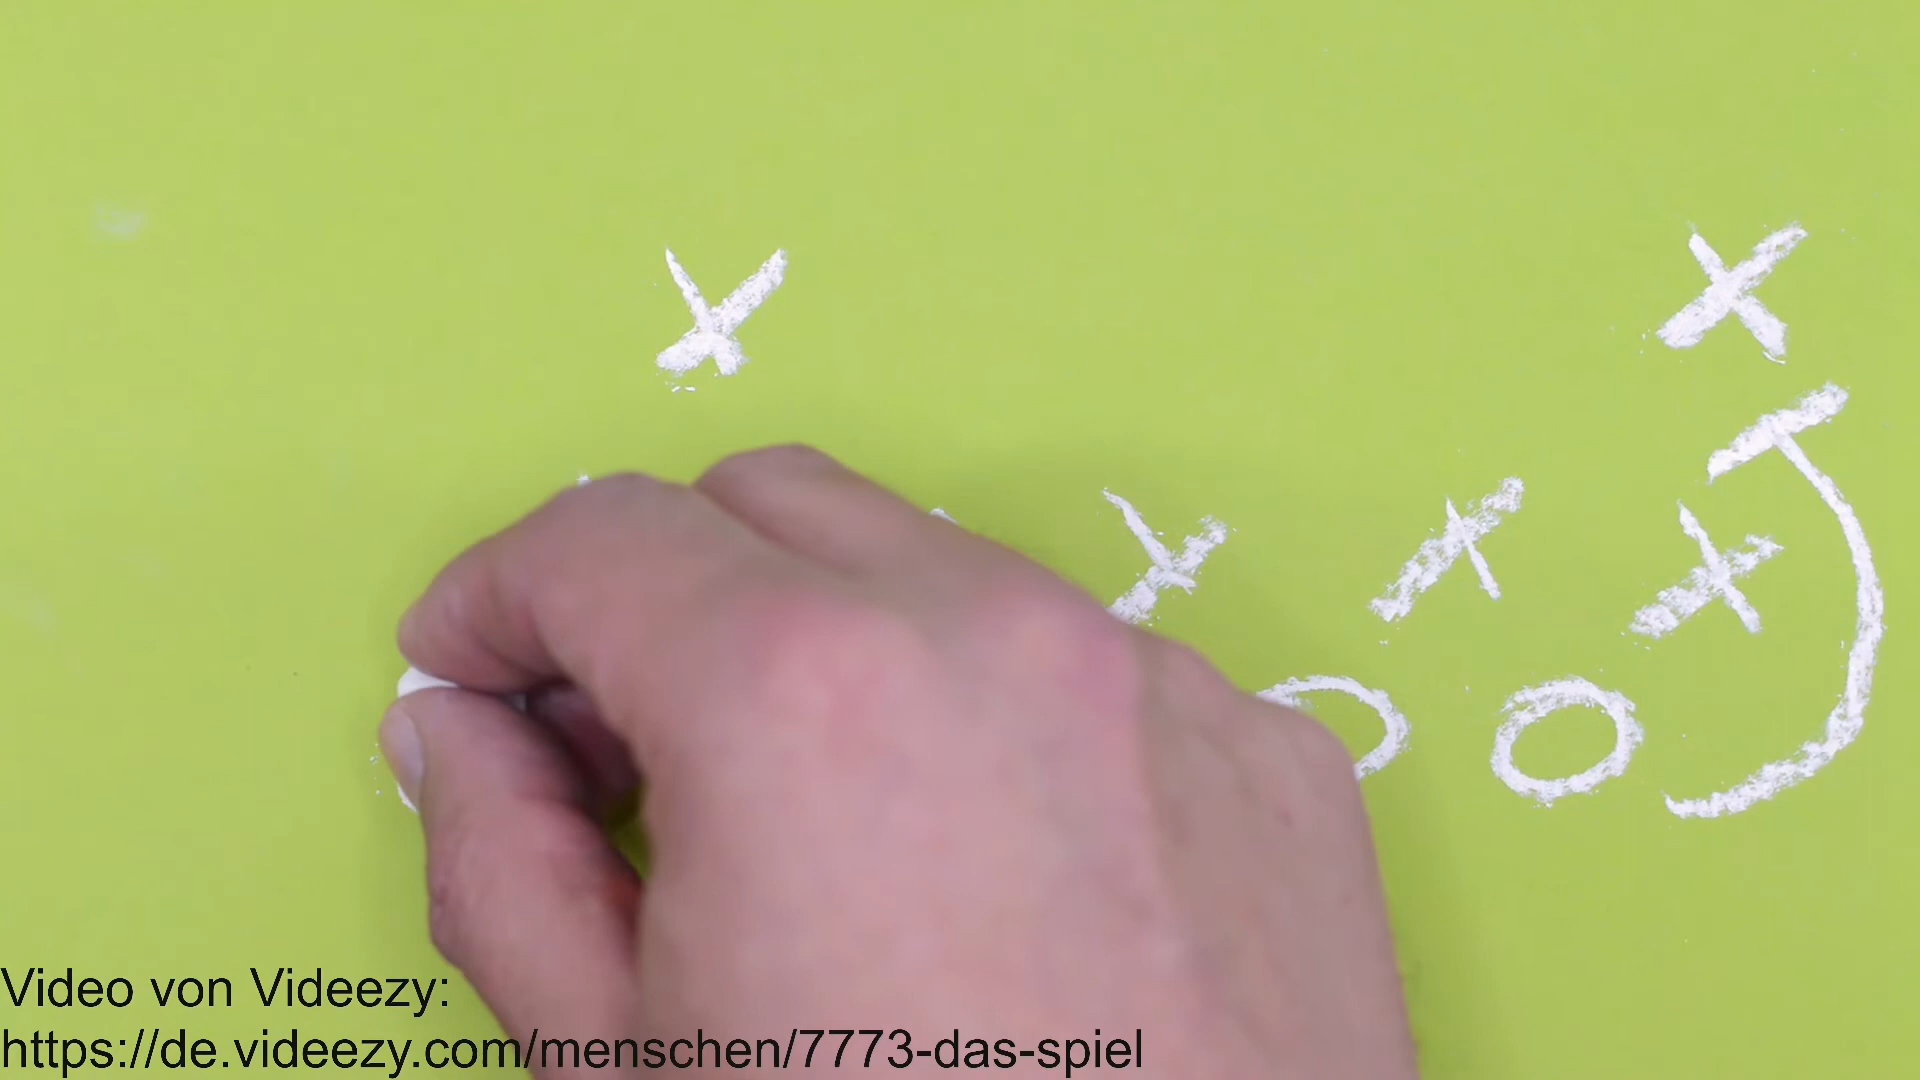 X X
X X X
O O
Video von Videezy:
https://de.videezy.com/menschen/7773-das-spiel